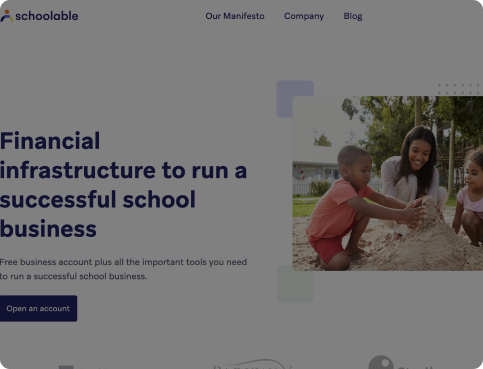 schoolable
Our Manifesto
Company
Blog
Financial
infrastructure to run a
successful school
business
Free business account plus all the important tools you need
to run a successful school business.
Open an account